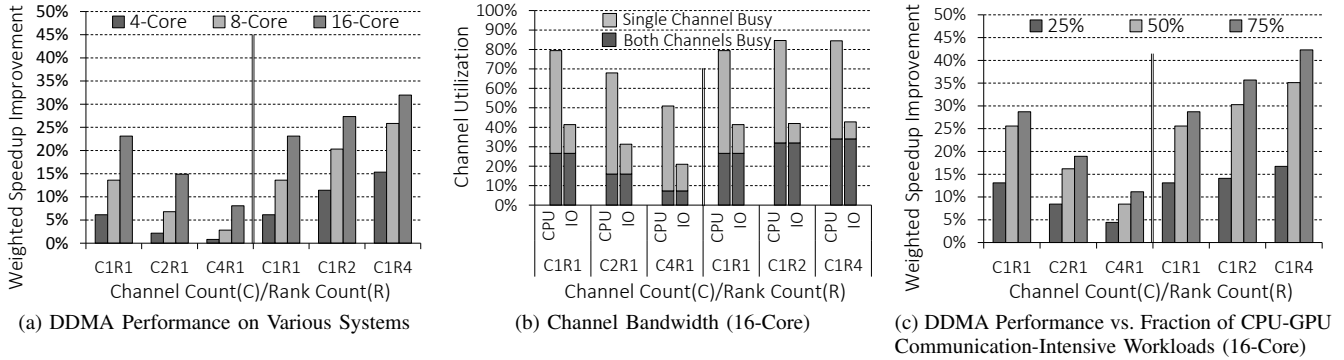 Weighted Speedup Improvement
4-Core 8-Core 16-Core
50%
45%
40%
35%
30%
25%
20%
15%
10%
5%
0%
C1R1 C2R1 C4R1 C1R1 C1R2 C1R4
Channel Count(C)/Rank Count(R)
(a) DDMA Performance on Various Systems
Channel Utilization
Single Channel Busy
Both Channels Busy
100%
90%
80%
70%
60%
50%
40%
30%
20%
10%
0%
CPU IO CPU IO CPU IO CPU IO CPU IO CPU IO
C1R1 C2R1 C4R1 C1R1 C1R2 C1R4
Channel Count(C)/Rank Count(R)
(b) Channel Bandwidth (16-Core)
Weighted Speedup Improvement
25% 50% 75%
50%
45%
40%
35%
30%
25%
20%
15%
10%
5%
0%
C1R1 C2R1 C4R1 C1R1 C1R2 C1R4
Channel Count(C)/Rank Count(R)
(c) DDMA Performance vs. Fraction of CPU-GPU
Communication-Intensive Workloads (16-Core)